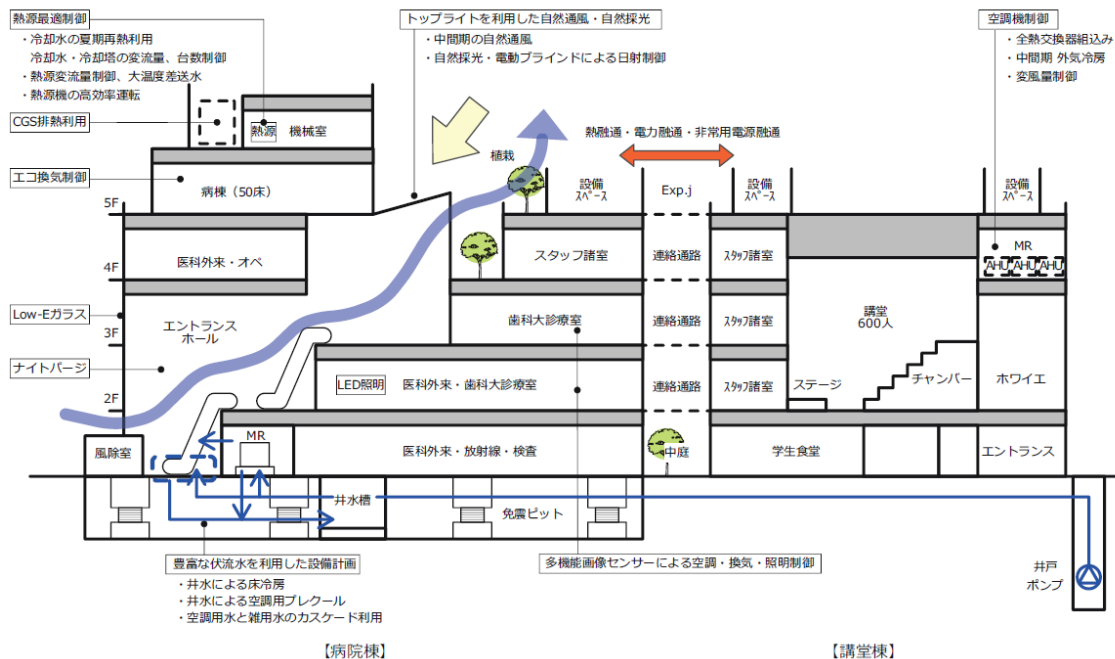 熱源最適制御
・冷却水の夏期再熱利用
冷却水・冷却塔の変流量、台数制御
・熱源変流量制御、大温度差送水
・熱源機の高効率運転
CGS排熱利用
エコ換気制御
トップライトを利用した自然通風・自然採光
・中間期の自然通風
・自然採光・電動ブラインドによる日射制御
空調機制御
・全熱交換器組込み
・中間期 外気冷房
・変風量制御
熱源 機械室
病棟（50床）
植栽
熱融通・電力融通・非常用電源融通
設備
スペース
Exp.j
設備
スペース
設備
スペース
5F
医科外来・オペ
スタッフ諸室
連絡通路
スタッフ諸室
MR
AHU AHU AHU
4F
Low-Eガラス
エントランス
ホール
歯科大診療室
連絡通路
スタッフ諸室
講堂
600人
3F
ナイトパージ
LED照明
医科外来・歯科大診療室
連絡通路
スタッフ諸室
ステージ
チャンバー
ホワイエ
2F
風除室
MR
医科外来・放射線・検査
中庭
学生食堂
エントランス
井水槽
免震ピット
豊富な伏流水を利用した設備計画
・井水による床冷房
・井水による空調用プレクール
・空調用水と雑用水のカスケード利用
多機能画像センサーによる空調・換気・照明制御
井戸
ポンプ
【病院棟】
【講堂棟】